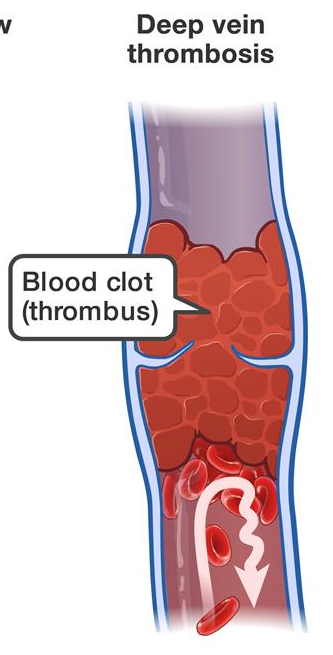 w
Deep vein
thrombosis
Blood clot
(thrombus)